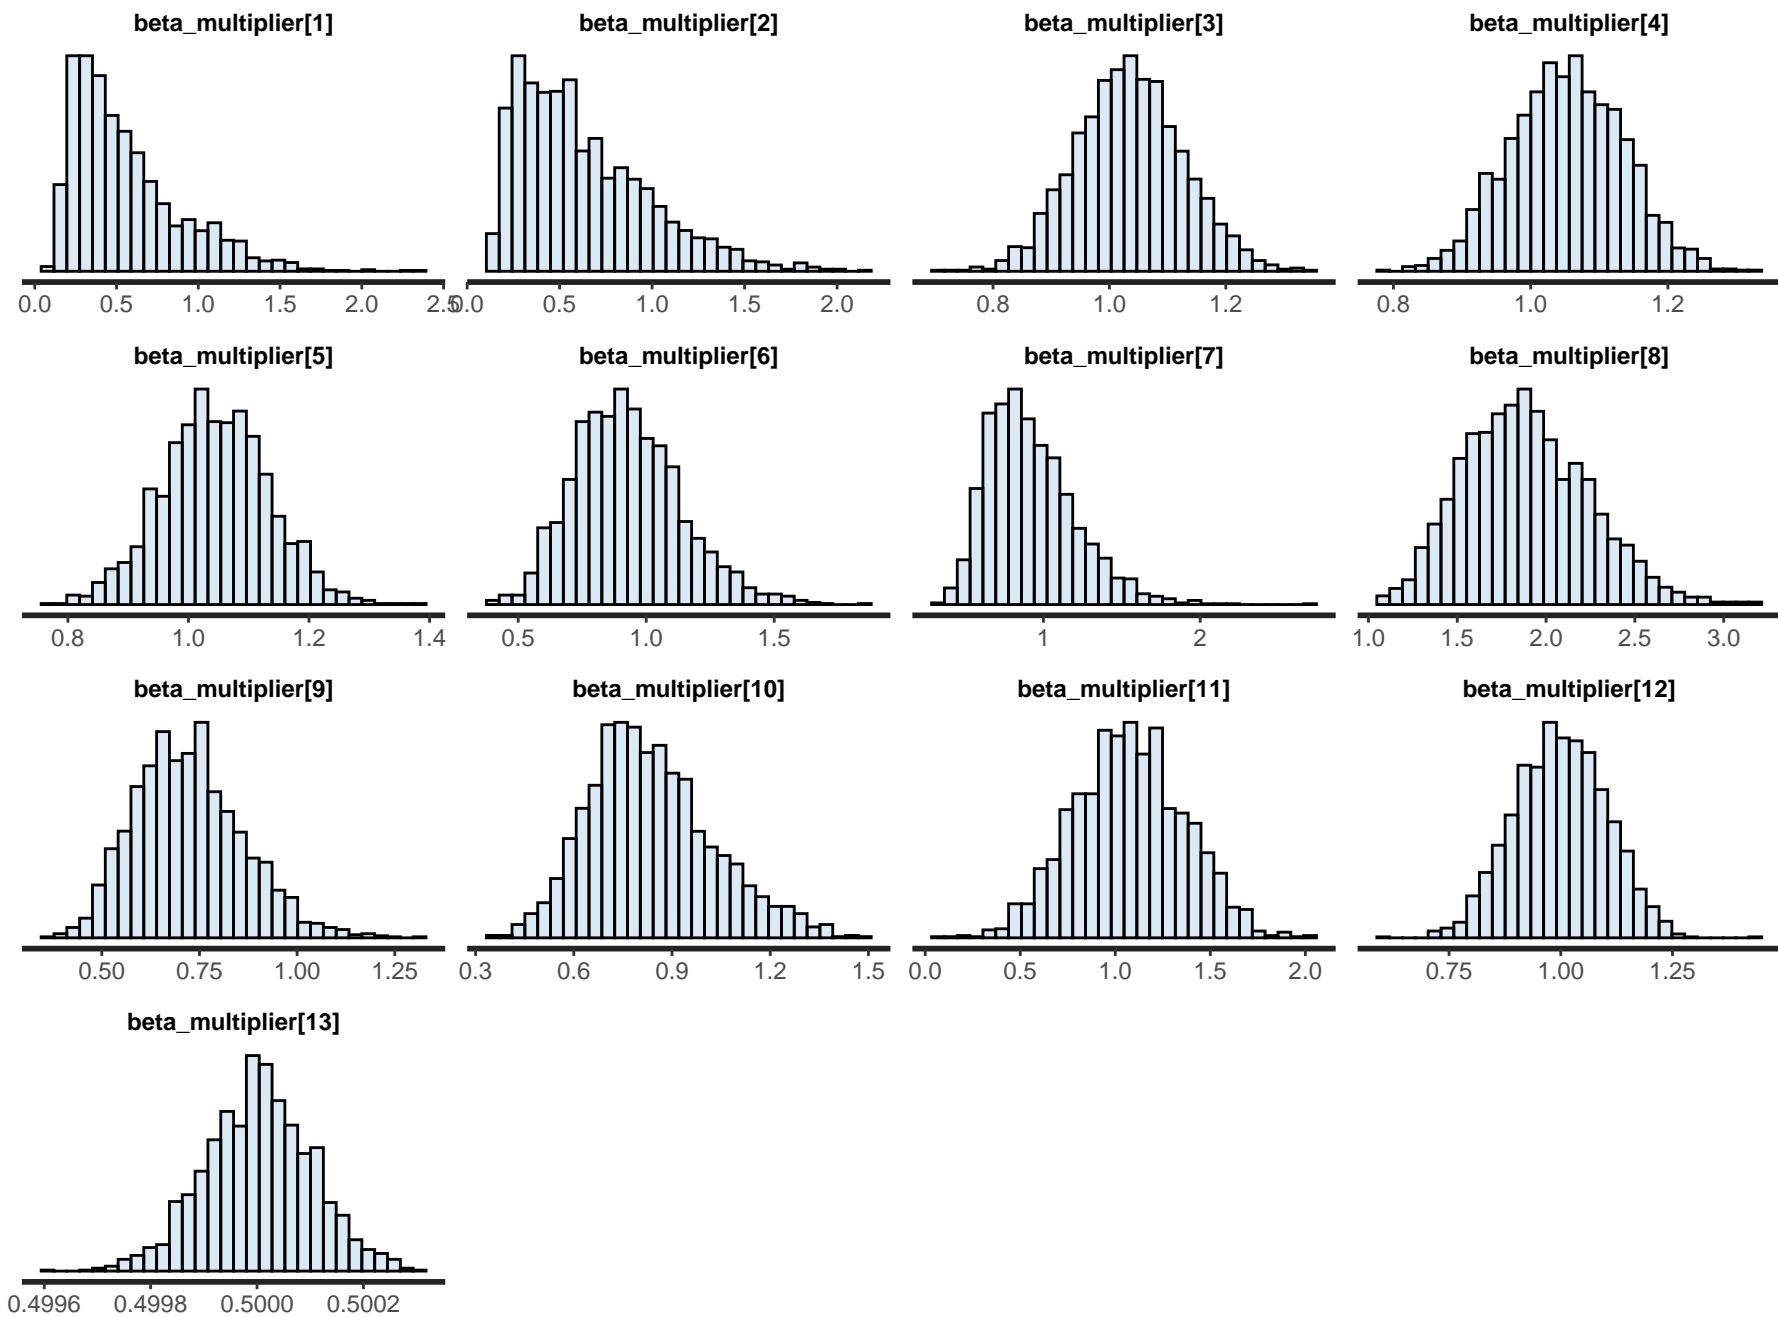 beta_multiplier[1] beta_multiplier[2] beta_multiplier[3] beta_multiplier[4]
0.0 0.5 1.0 1.5 2.0 2.5 0.0 0.5 1.0 1.5 2.0 0.8 1.0 1.2 0.8 1.0 1.2
beta_multiplier[5] beta_multiplier[6] beta_multiplier[7] beta_multiplier[8]
0.8 1.0 1.2 1.4 0.5 1.0 1.5 1 2 1.0 1.5 2.0 2.5 3.0
beta_multiplier[9] beta_multiplier[10] beta_multiplier[11] beta_multiplier[12]
0.50 0.75 1.00 1.25 0.3 0.6 0.9 1.2 1.5 0.0 0.5 1.0 1.5 2.0 0.75 1.00 1.25
beta_multiplier[13]
0.4996 0.4998 0.5000 0.5002